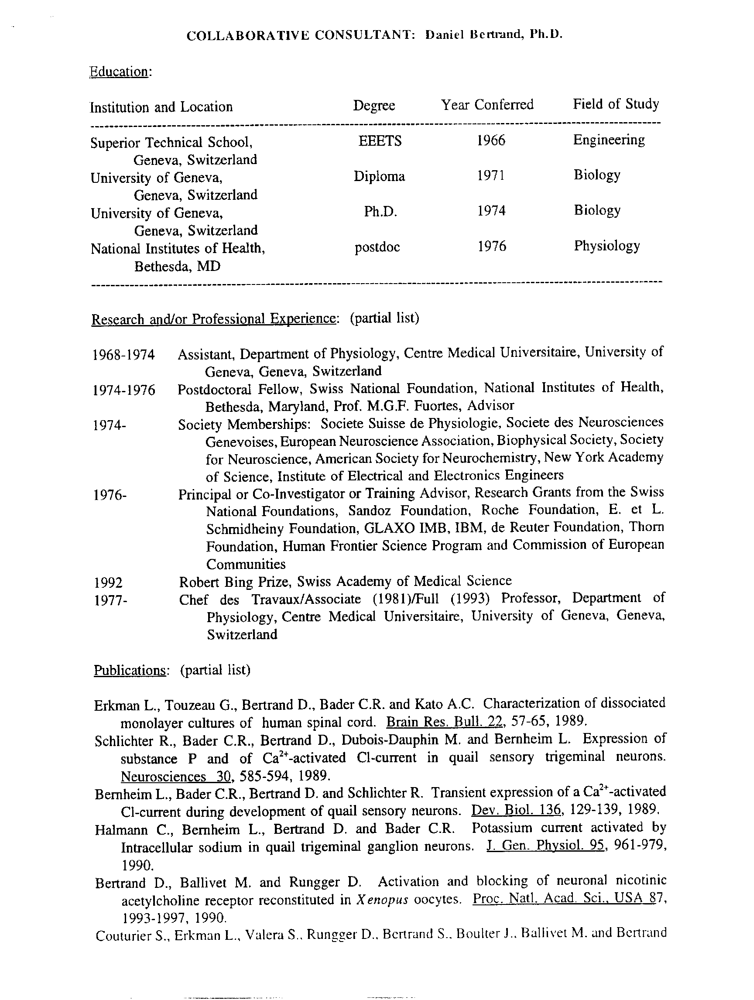 COLLABORATIVE CONSULTANT: Daniel Bertrand, Ph.D.
Education:
Institution and Location Degree Year Conferred Field of Study
Superior Technical School, EEETS 1966 Engineering
Geneva, Switzerland
University of Geneva, Diploma 1971 Biology
Geneva, Switzerland
University of Geneva, Ph.D. 1974 Biology
Geneva, Switzerland
National Institutes of Health, postdoc 1976 Physiology
Bethesda, MD
Research and/or Professional Experience: (partial list)
1968-1974 Assistant, Department of Physiology, Centre Medical Universitaire, University of
Geneva, Geneva, Switzerland
1974-1976 Postdoctoral Fellow, Swiss National Foundation, National Institutes of Health,
Bethesda, Maryland, Prof. M.G.F. Fuortes, Advisor
1974- Society Memberships: Societe Suisse de Physiologie, Societe des Neurosciences
Genevoises, European Neuroscience Association, Biophysical Society, Society
for Neuroscience, American Society for Neurochemistry, New York Academy
of Science, Institute of Electrical and Electronics Engineers
1976- Principal or Co-Investigator or Training Advisor, Research Grants from the Swiss
National Foundations, Sandoz Foundation, Roche Foundation, E. et L.
Schmidheiny Foundation, GLAXO IMB, IBM, de Reuter Foundation, Thorn
Foundation, Human Frontier Science Program and Commission of European
Communities
1992 Robert Bing Prize, Swiss Academy of Medical Science
1977- Chef des Travaux/Associate (1981)/Full (1993) Professor, Department of
Physiology, Centre Medical Universitaire, University of Geneva, Geneva,
Switzerland
Publications: (partial list)
Erkman L., Touzeau G., Bertrand D., Bader C.R. and Kato A.C. Characterization of dissociated
monolayer cultures of human spinal cord. Brain Res. Bull. 22, 57-65, 1989.
Schlichter R., Bader C.R., Bertrand D., Dubois-Dauphin M. and Bernheim L. Expression of
substance P and of Ca²⁺-activated Cl-current in quail sensory trigeminal neurons.
Neurosciences 30, 585-594, 1989.
Bernheim L., Bader C.R., Bertrand D. and Schlichter R. Transient expression of a Ca²⁺-activated
Cl-current during development of quail sensory neurons. Dev. Biol. 136, 129-139, 1989.
Halmann C., Bernheim L., Bertrand D. and Bader C.R. Potassium current activated by
Intracellular sodium in quail trigeminal ganglion neurons. J. Gen. Physiol. 95, 961-979,
1990.
Bertrand D., Ballivet M. and Rungger D. Activation and blocking of neuronal nicotinic
acetylcholine receptor reconstituted in Xenopus oocytes. Proc. Natl. Acad. Sci., USA 87,
1993-1997, 1990.
Couturier S., Erkman L., Valera S., Rungger D., Bertrand S., Boulter J., Ballivet M. and Bertrand